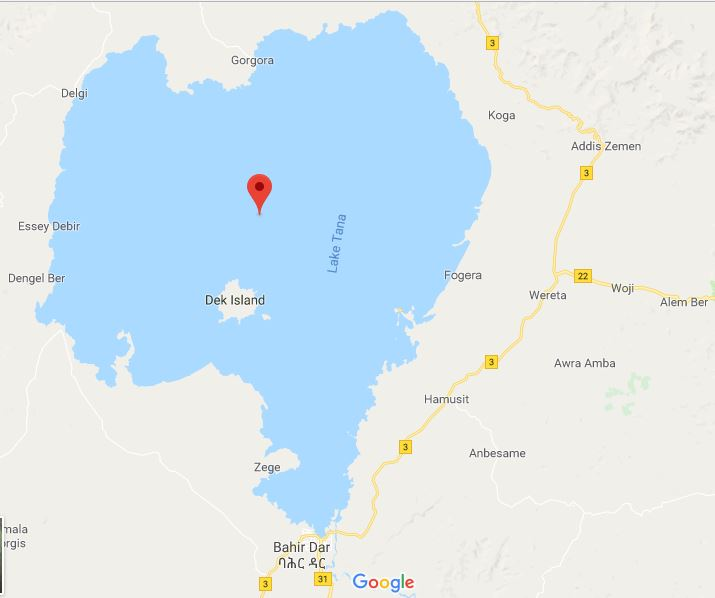 3
Gorgora
Delgi
Koga
Addis Zemen
3
Essey Debir
Lake Tana
Dengel Ber
Fogera
22
Dek Island
Wereta
Woji
Alem Ber
3
Awra Amba
Hamusit
3
Anbesame
Zege
mala
orgis
Bahir Dar
ባሕር ዳር
3
31
Google